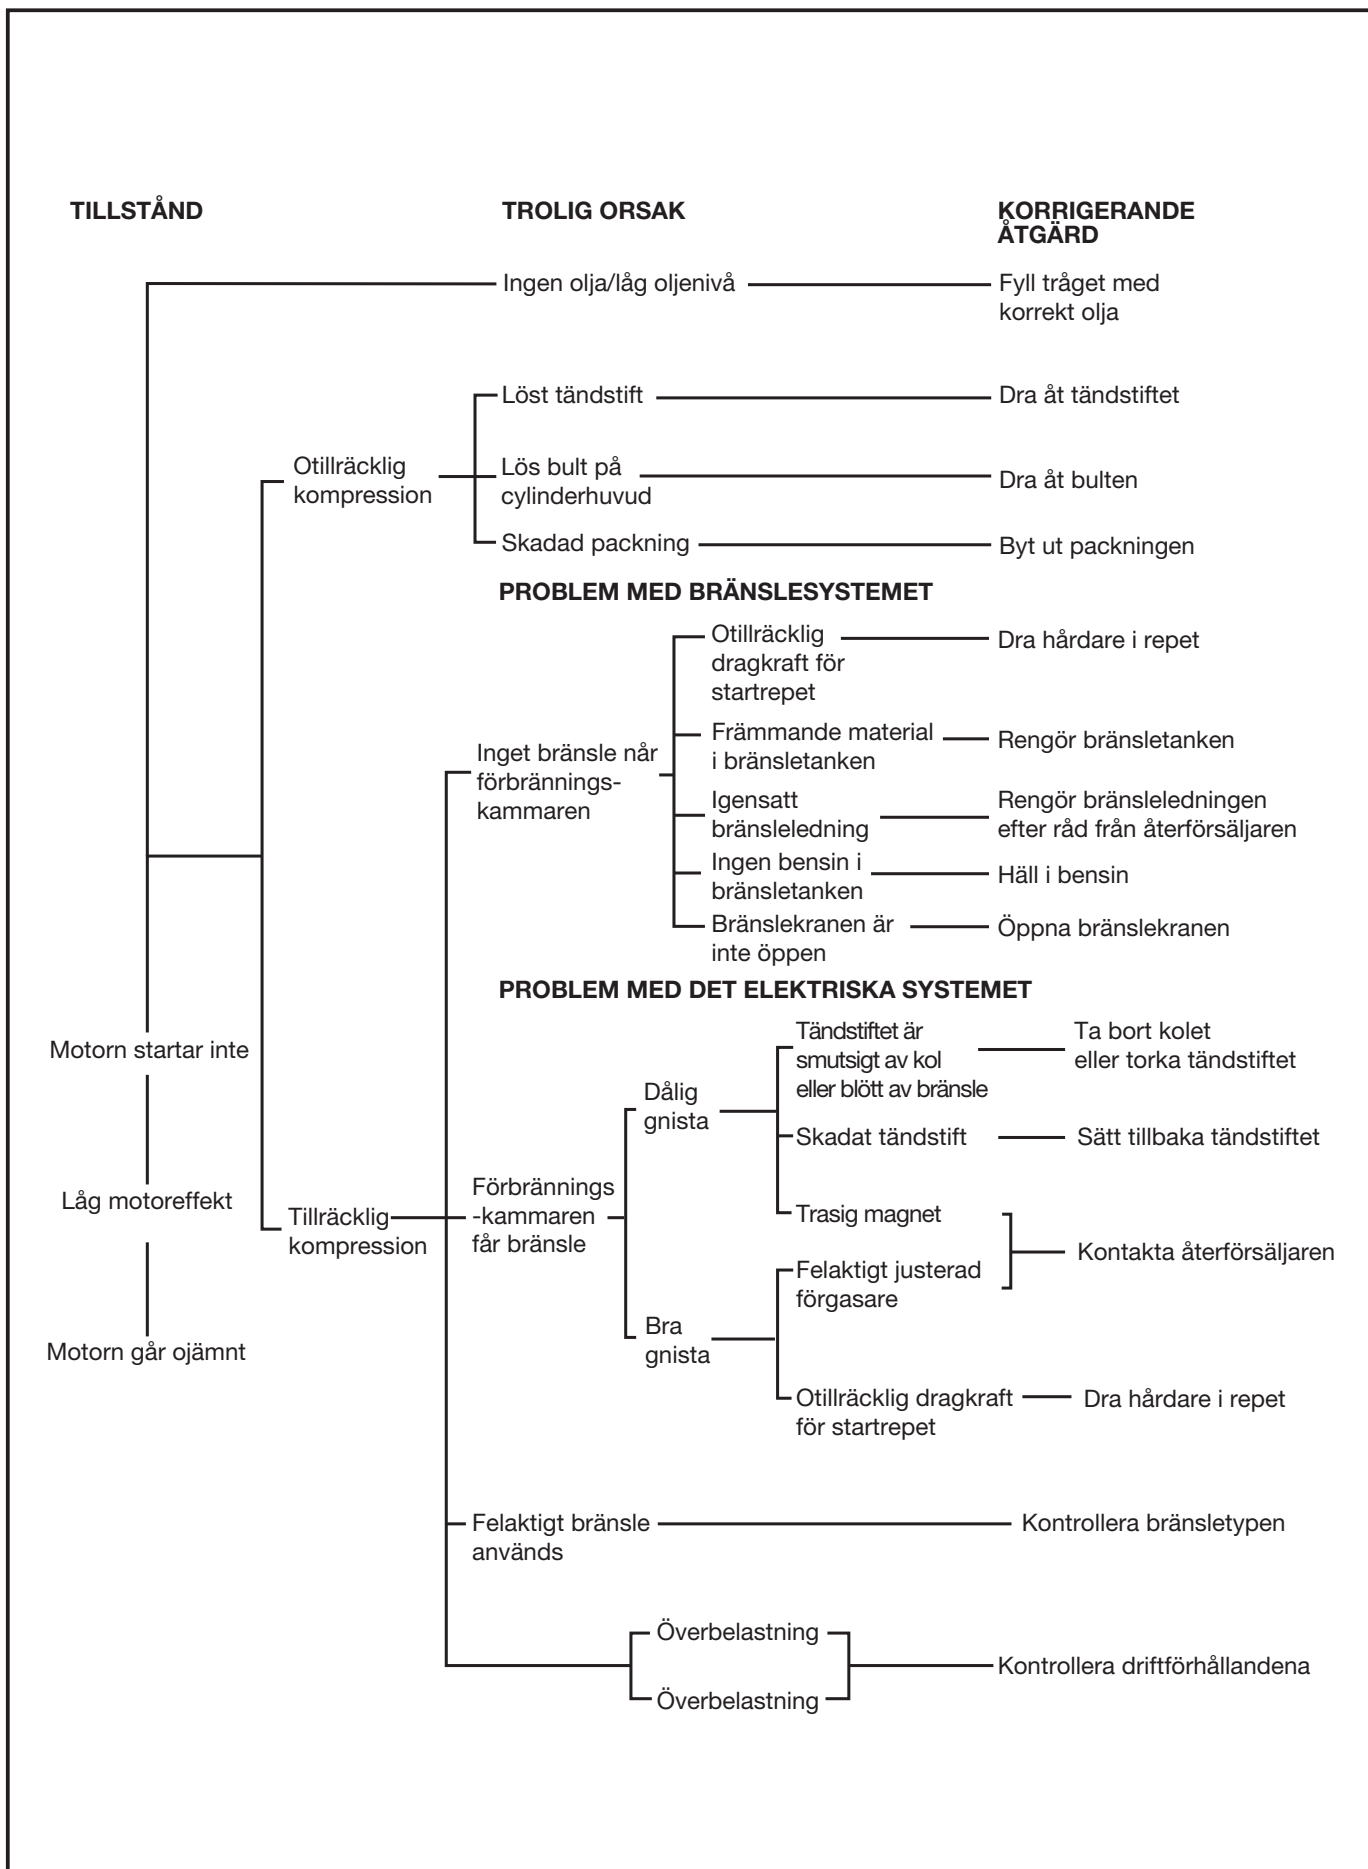 TILLSTÅND
TROLIG ORSAK
KORRIGERANDE
ÅTGÄRD
Ingen olja/låg oljenivå
Fyll tråget med
korrekt olja
Otillräcklig
kompression
Löst tändstift
Dra åt tändstiftet
Lös bult på
cylinderhuvud
Dra åt bulten
Skadad packning
Byt ut packningen
PROBLEM MED BRÄNSLESYSTEMET
Inget bränsle når
förbrännings-
kammaren
Otillräcklig
dragkraft för
startrepet
Dra hårdare i repet
Främmande material
i bränsletanken
Rengör bränsletanken
Igensatt
bränsleledning
Rengör bränsleledningen
efter råd från återförsäljaren
Ingen bensin i
bränsletanken
Häll i bensin
Bränslekranen är
inte öppen
Öppna bränslekranen
PROBLEM MED DET ELEKTRISKA SYSTEMET
Motorn startar inte
Låg motoreffekt
Motorn går ojämnt
Tillräcklig
kompression
Förbrännings
-kammaren
får bränsle
Dålig
gnista
Tändstiftet är
smutsigt av kol
eller blött av bränsle
Ta bort kolet
eller torka tändstiftet
Skadat tändstift
Sätt tillbaka tändstiftet
Trasig magnet
Kontakta återförsäljaren
Bra
gnista
Felaktigt justerad
förgasare
Otillräcklig dragkraft
för startrepet
Dra hårdare i repet
Felaktigt bränsle
används
Kontrollera bränsletypen
Överbelastning
Överbelastning
Kontrollera driftförhållandena